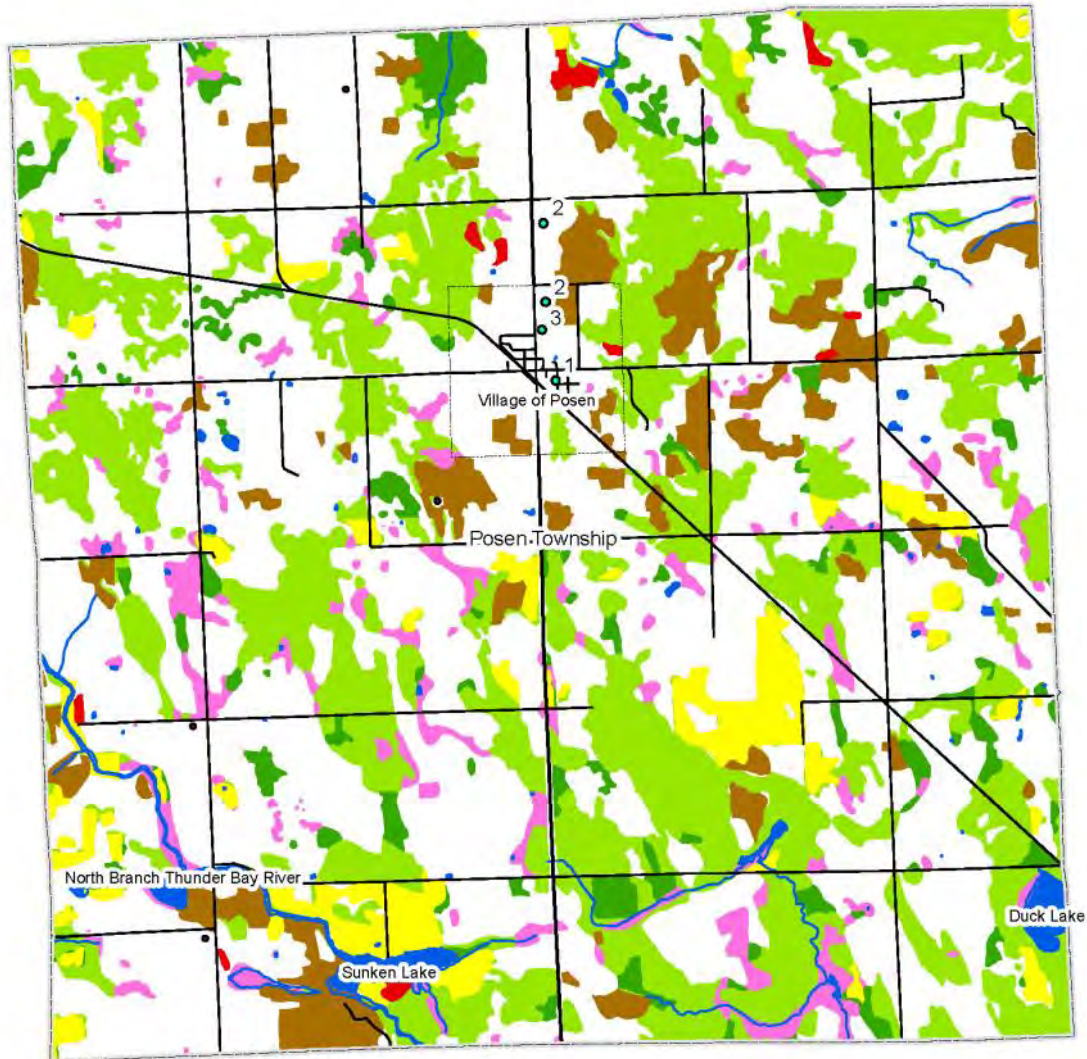 2
2
3
1
Village of Posen
Posen Township
North Branch Thunder Bay River
Duck Lake
Sunken Lake